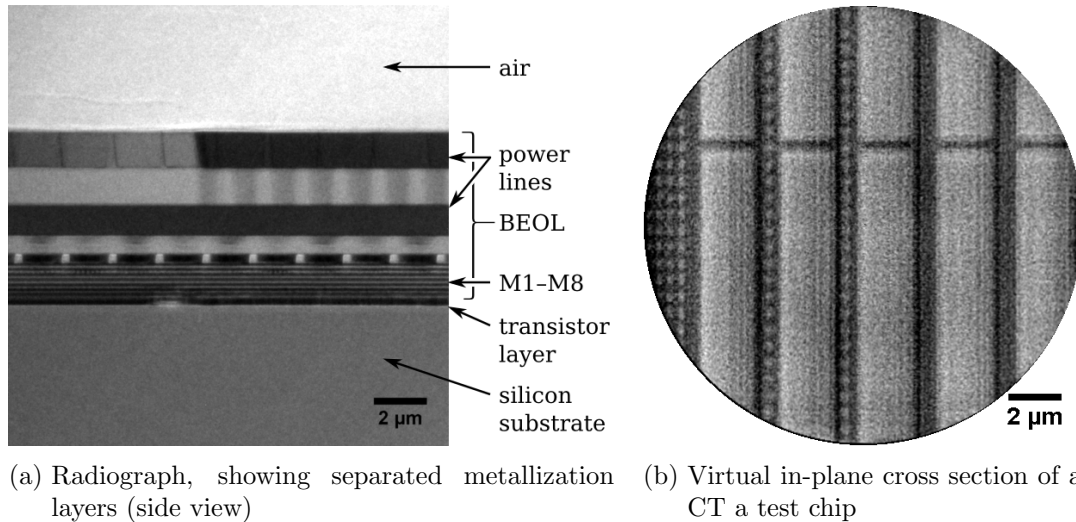 air
power
lines
BEOL
M1–M8
transistor
layer
silicon
substrate
2 µm
2 µm
(a) Radiograph, showing separated metallization
layers (side view)
(b) Virtual in-plane cross section of a
CT a test chip